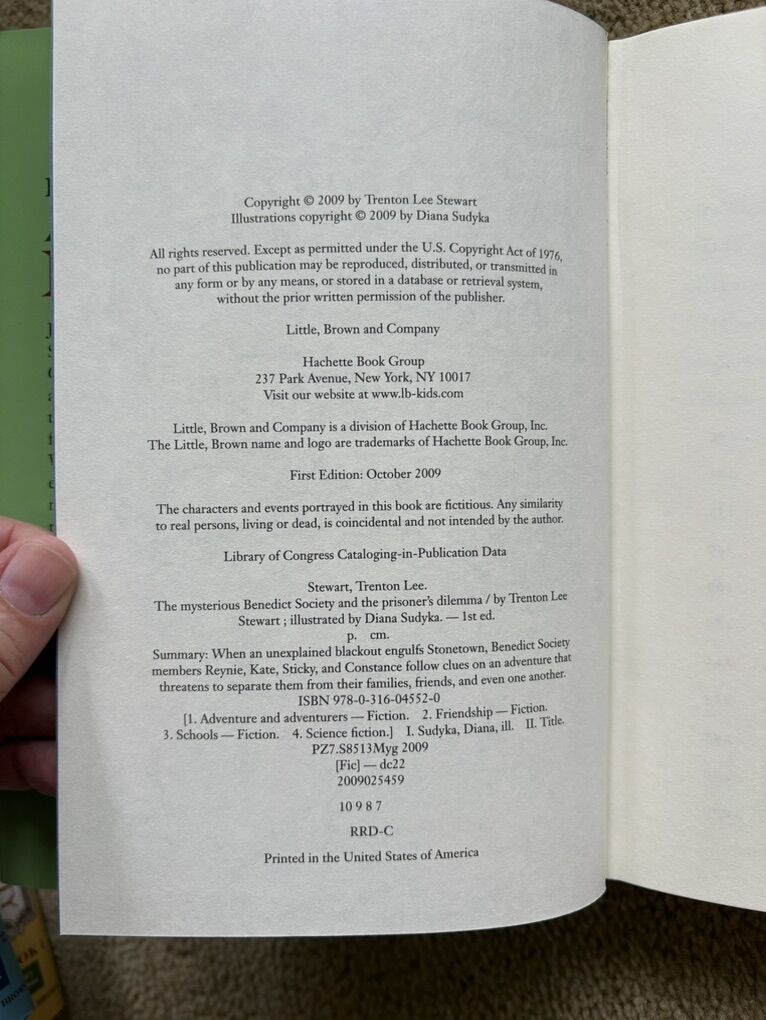 Copyright © 2009 by Trenton Lee Stewart
Illustrations copyright © 2009 by Diana Sudyka
All rights reserved. Except as permitted under the U.S. Copyright Act of 1976,
no part of this publication may be reproduced, distributed, or transmitted in
any form or by any means, or stored in a database or retrieval system,
without the prior written permission of the publisher.
Little, Brown and Company
Hachette Book Group
237 Park Avenue, New York, NY 10017
Visit our website at www.lb-kids.com
Little, Brown and Company is a division of Hachette Book Group, Inc.
The Little, Brown name and logo are trademarks of Hachette Book Group, Inc.
First Edition: October 2009
The characters and events portrayed in this book are fictitious. Any similarity
to real persons, living or dead, is coincidental and not intended by the author.
Library of Congress Cataloging-in-Publication Data
Stewart, Trenton Lee.
The mysterious Benedict Society and the prisoner's dilemma / by Trenton Lee
Stewart ; illustrated by Diana Sudyka. — 1st ed.
p. cm.
Summary: When an unexplained blackout engulfs Stonetown, Benedict Society
members Reynie, Kate, Sticky, and Constance follow clues on an adventure that
threatens to separate them from their families, friends, and even one another.
ISBN 978-0-316-04552-0
[1. Adventure and adventurers — Fiction. 2. Friendship — Fiction.
3. Schools — Fiction. 4. Science fiction.] I. Sudyka, Diana, ill. II. Title.
PZ7.S8513Myg 2009
[Fic] — dc22
2009025459
10 9 8 7
RRD-C
Printed in the United States of America